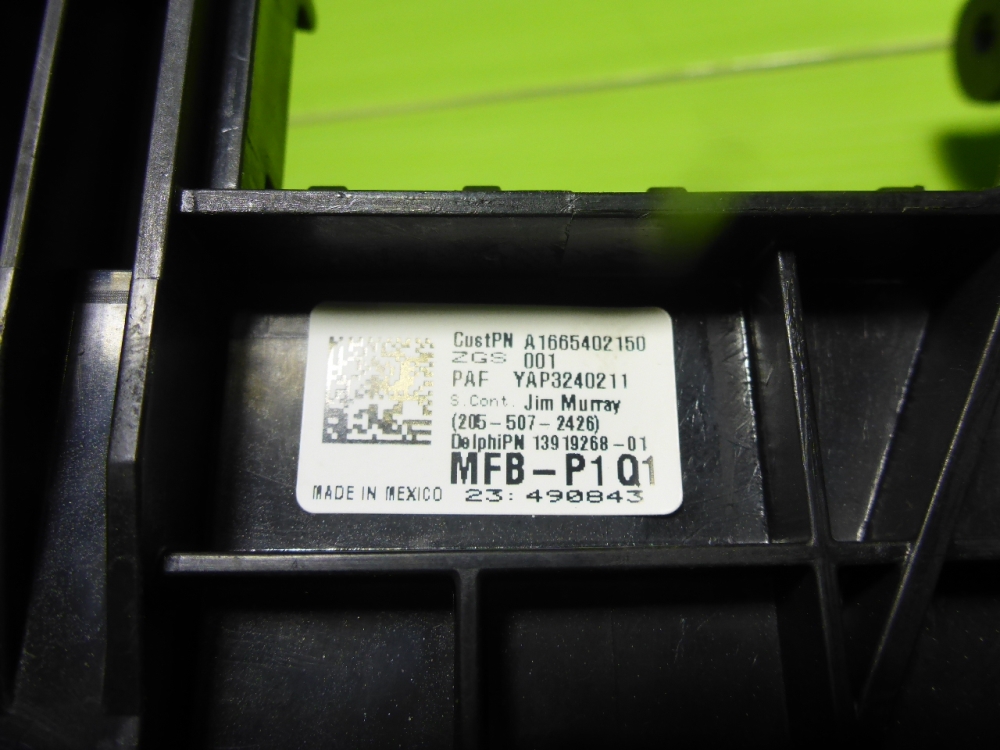 CustPN A1665402150
ZGS 001
PAF YAP3240211
S.Cont. Jim Murray
(205-507-2426)
DelphiPN 13919268-01
MFB-P1Q1
MADE IN MEXICO 23:490843